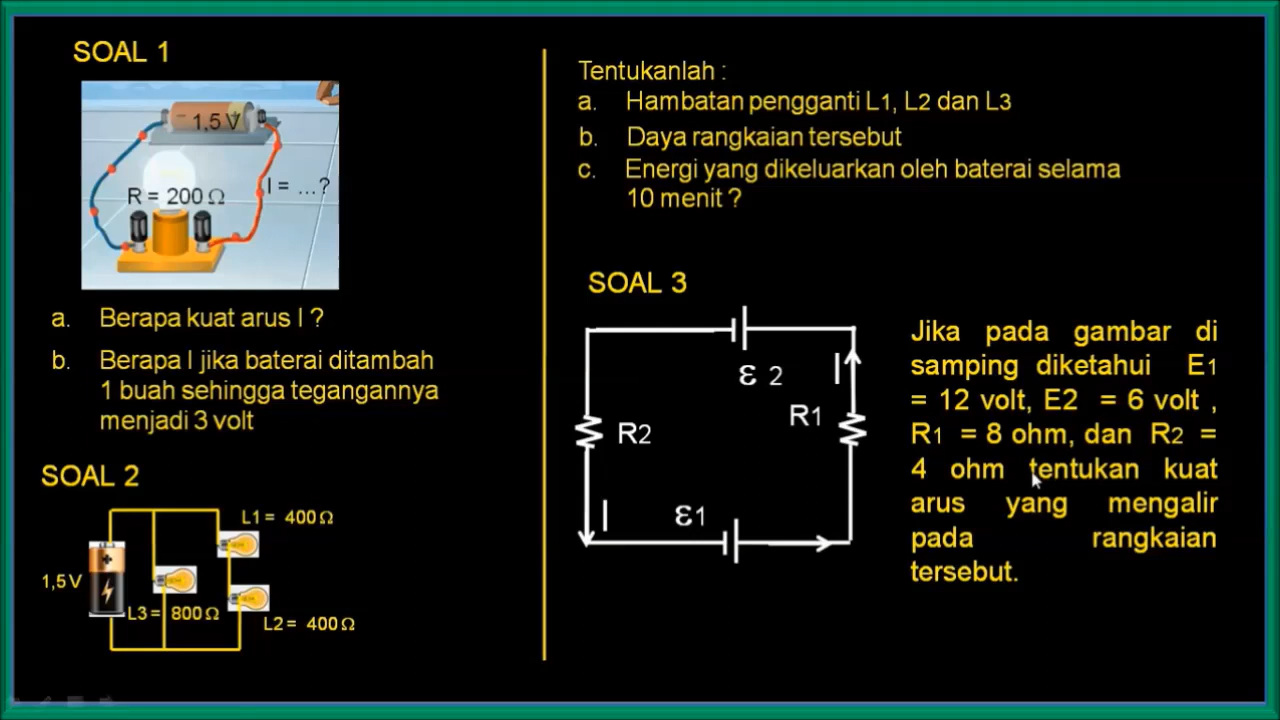 SOAL 1
1,5 V
R = 200 Ω
I = ...?
a. Berapa kuat arus I ?
b. Berapa I jika baterai ditambah
1 buah sehingga tegangannya
menjadi 3 volt
SOAL 2
L1 = 400 Ω
1,5 V
L3 = 800 Ω
L2 = 400 Ω
Tentukanlah :
a. Hambatan pengganti L1, L2 dan L3
b. Daya rangkaian tersebut
c. Energi yang dikeluarkan oleh baterai selama
10 menit ?
SOAL 3
ε 2
I
R1
R2
I
ε1
Jika pada gambar di
samping diketahui E1
= 12 volt, E2 = 6 volt ,
R1 = 8 ohm, dan R2 =
4 ohm tentukan kuat
arus yang mengalir
pada rangkaian
tersebut.